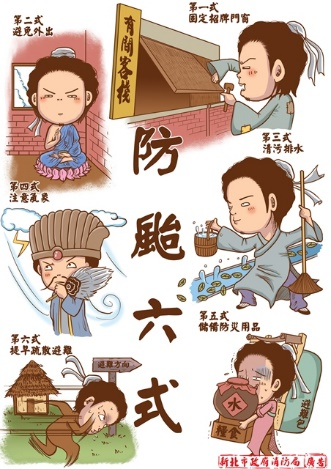 防颱六式
第一式
固定招牌門窗
有間客棧
第二式
避免外出
第三式
清污排水
第四式
注意氣象
第五式
儲備防災用品
水
糧食
避難包
第六式
提早疏散避難
避難方向
新北市政府消防局 廣告